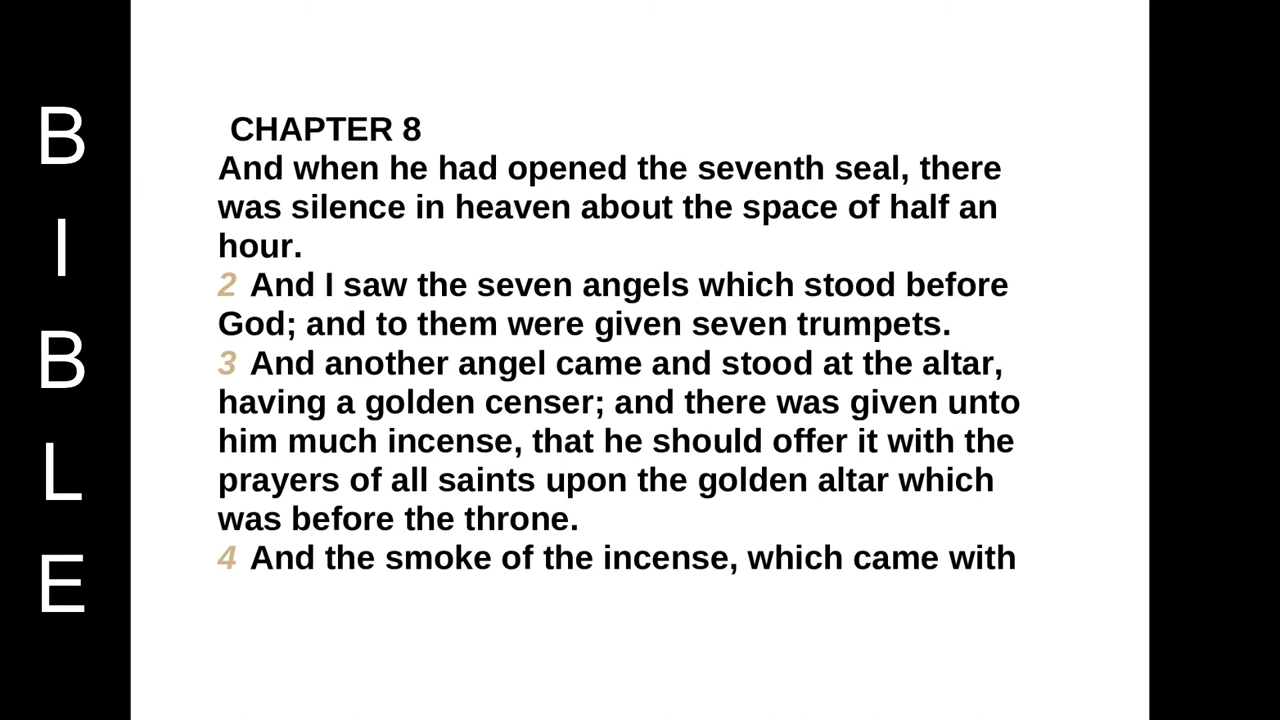 B
I
B
L
E
CHAPTER 8
And when he had opened the seventh seal, there
was silence in heaven about the space of half an
hour.
2 And I saw the seven angels which stood before
God; and to them were given seven trumpets.
3 And another angel came and stood at the altar,
having a golden censer; and there was given unto
him much incense, that he should offer it with the
prayers of all saints upon the golden altar which
was before the throne.
4 And the smoke of the incense, which came with